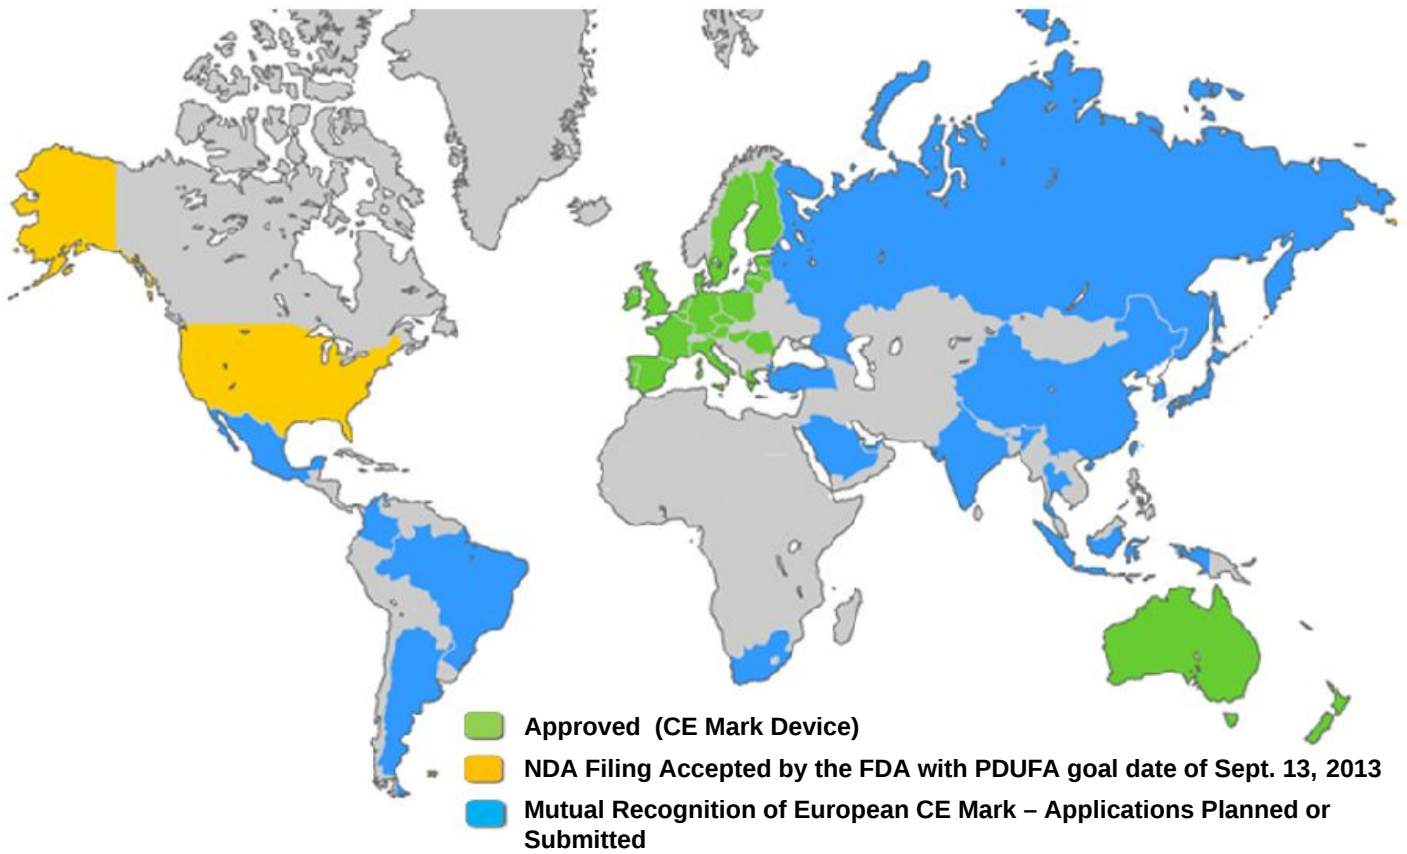 Approved (CE Mark Device)
NDA Filing Accepted by the FDA with PDUFA goal date of Sept. 13, 2013
Mutual Recognition of European CE Mark – Applications Planned or
Submitted